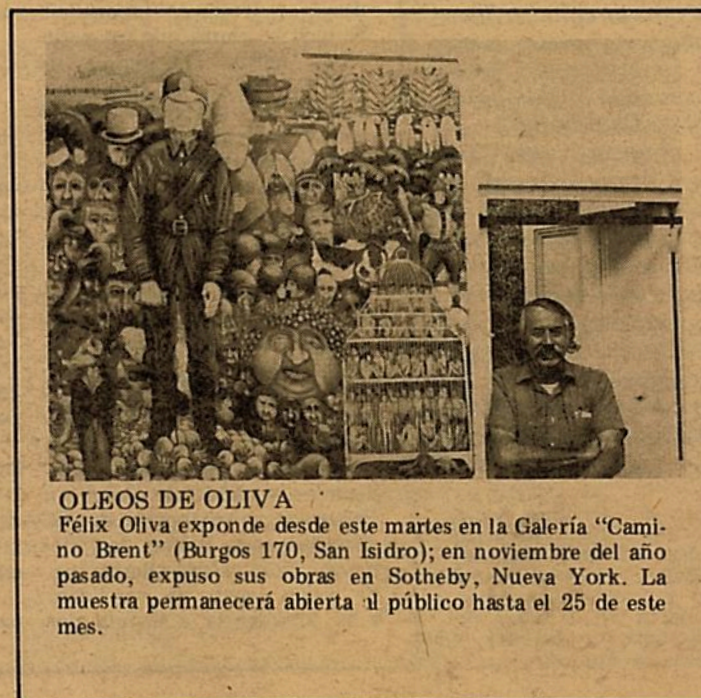 OLEOS DE OLIVA
Félix Oliva exponde desde este martes en la Galería “Cami-
no Brent” (Burgos 170, San Isidro); en noviembre del año
pasado, expuso sus obras en Sotheby, Nueva York. La
muestra permanecerá abierta al público hasta el 25 de este
mes.